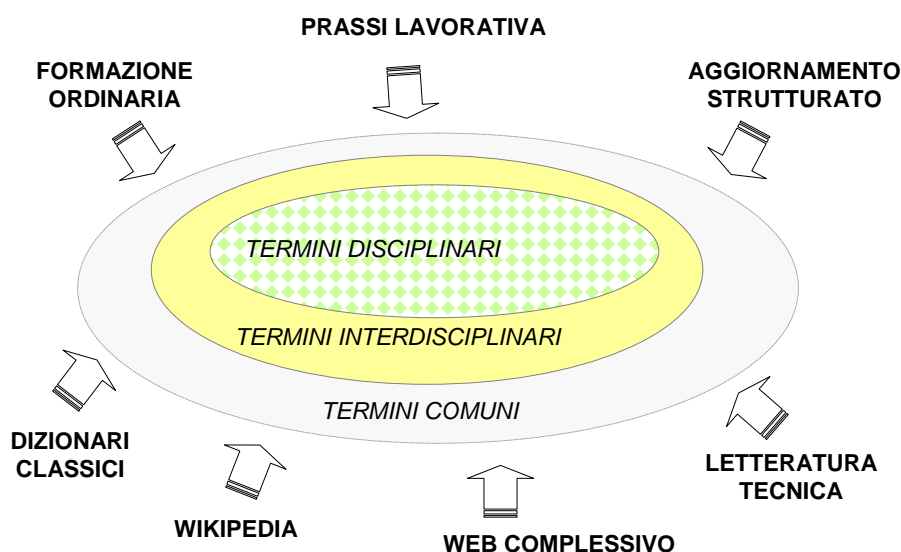 PRASSI LAVORATIVA
FORMAZIONE
ORDINARIA
AGGIORNAMENTO
STRUTTURATO
TERMINI DISCIPLINARI
TERMINI INTERDISCIPLINARI
TERMINI COMUNI
DIZIONARI
CLASSICI
LETTERATURA
TECNICA
WIKIPEDIA
WEB COMPLESSIVO